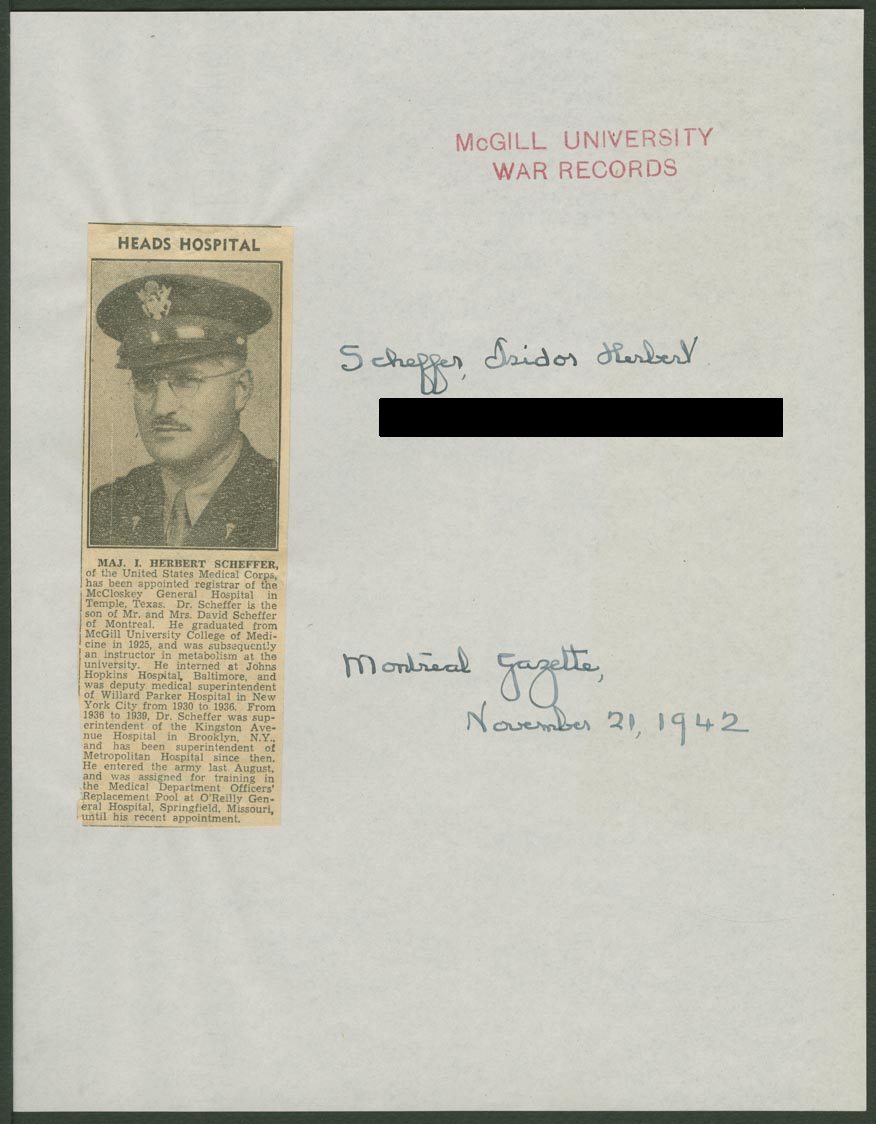 McGILL UNIVERSITY
WAR RECORDS
HEADS HOSPITAL
Scheffer, Isidor Herbert
MAJ. I. HERBERT SCHEFFER,
of the United States Medical Corps,
has been appointed registrar of the
McCloskey General Hospital in
Temple, Texas. Dr. Scheffer is the
son of Mr. and Mrs. David Scheffer
of Montreal. He graduated from
McGill University College of Medi-
cine in 1925, and was subsequently
an instructor in metabolism at the
university. He interned at Johns
Hopkins Hospital, Baltimore, and
was deputy medical superintendent
of Willard Parker Hospital in New
York City from 1930 to 1936. From
1936 to 1939, Dr. Scheffer was sup-
erintendent of the Kingston Ave-
nue Hospital in Brooklyn, N.Y.,
and has been superintendent of
Metropolitan Hospital since then.
He entered the army last August,
and was assigned for training in
the Medical Department Officers'
Replacement Pool at O'Reilly Gen-
eral Hospital, Springfield, Missouri,
until his recent appointment.
Montreal Gazette,
November 21, 1942